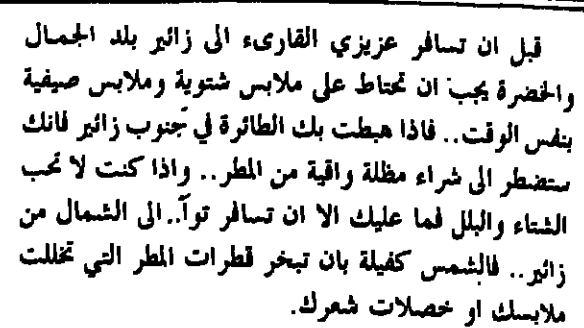 قبل ان تسافر عزيزي القارىء الى زائير بلد الجمال
والخضرة يجب ان تحتاط على ملابس شتوية وملابس صيفية
بنفس الوقت.. فاذا هبطت بك الطائرة في جنوب زائير فانك
ستضطر الى شراء مظلة واقية من المطر.. واذا كنت لا تحب
الشتاء والبلل فما عليك الا ان تسافر توآ.. الى الشمال من
زائير.. فالشمس كفيلة بان تبخر قطرات المطر التي تخللت
ملابسك او خصلات شعرك.